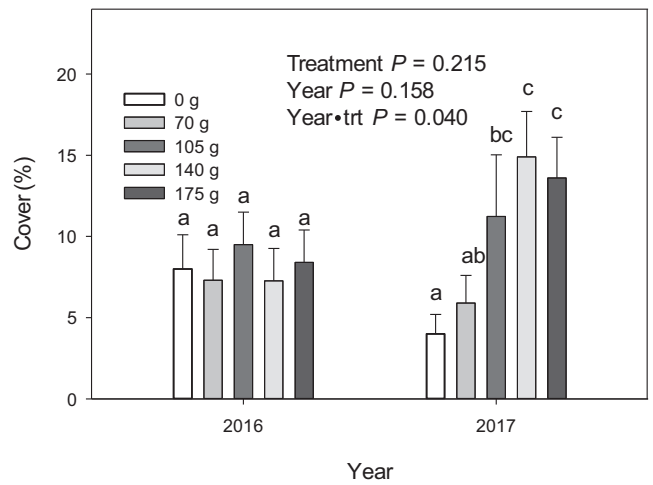 Treatment P = 0.215
Year P = 0.158
Year•trt P = 0.040
0 g
70 g
105 g
140 g
175 g
Cover (%)
20
15
10
5
0
a
a
a
a
a
a
ab
bc
c
c
2016
2017
Year